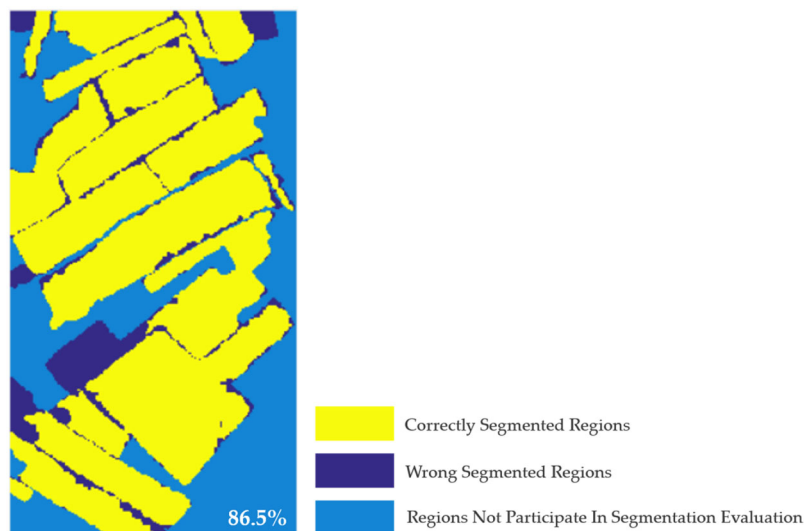 86.5%
Correctly Segmented Regions
Wrong Segmented Regions
Regions Not Participate In Segmentation Evaluation